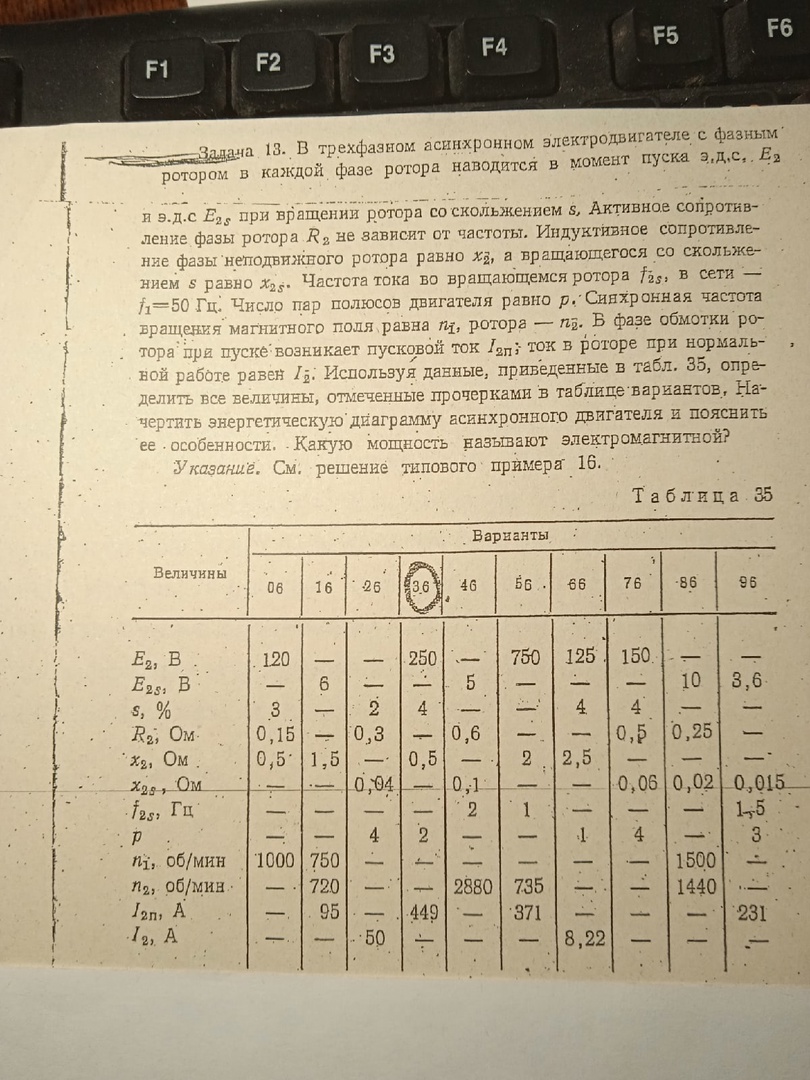 F1 F2 F3 F4 F5 F6
Задача 13. В трехфазном асинхронном электродвигателе с фазным
ротором в каждой фазе ротора наводится в момент пуска э.д.с. E₂
и э.д.с E₂ₛ при вращении ротора со скольжением s. Активное сопротив-
ление фазы ротора R₂ не зависит от частоты. Индуктивное сопротивле-
ние фазы неподвижного ротора равно x₂, а вращающегося со скольже-
нием s равно x₂ₛ. Частота тока во вращающемся роторе f₂ₛ, в сети —
f₁=50 Гц. Число пар полюсов двигателя равно p. Синхронная частота
вращения магнитного поля равна n₁, ротора — n₂. В фазе обмотки ро-
тора при пуске возникает пусковой ток I₂п; ток в роторе при нормаль-
ной работе равен I₂. Используя данные, приведенные в табл. 35, опре-
делить все величины, отмеченные прочерками в таблице вариантов. На-
чертить энергетическую диаграмму асинхронного двигателя и пояснить
ее особенности. Какую мощность называют электромагнитной?
Указание. См. решение типового примера 16.
Таблица 35
Величины Варианты
06 16 26 36 46 56 66 76 86 96
E₂, В 120 — — 250 — 750 125 150 — —
E₂ₛ, В — 6 — — 5 — — — 10 3,6
s, % 3 — 2 4 — — 4 4 — —
R₂, Ом 0,15 — 0,3 — 0,6 — — 0,5 0,25 —
x₂, Ом 0,5 1,5 — 0,5 — 2 2,5 — — —
x₂ₛ, Ом — — 0,04 — 0,1 — — 0,06 0,02 0,015
f₂ₛ, Гц — — — — 2 1 — — — 1,5
p — — 4 2 — — 1 4 — 3
n₁, об/мин 1000 750 — — — — — — 1500 —
n₂, об/мин — 720 — — 2880 735 — — 1440 —
I₂п, А — 95 — 449 — 371 — — — 231
I₂, А — — 50 — — — 8,22 — — —